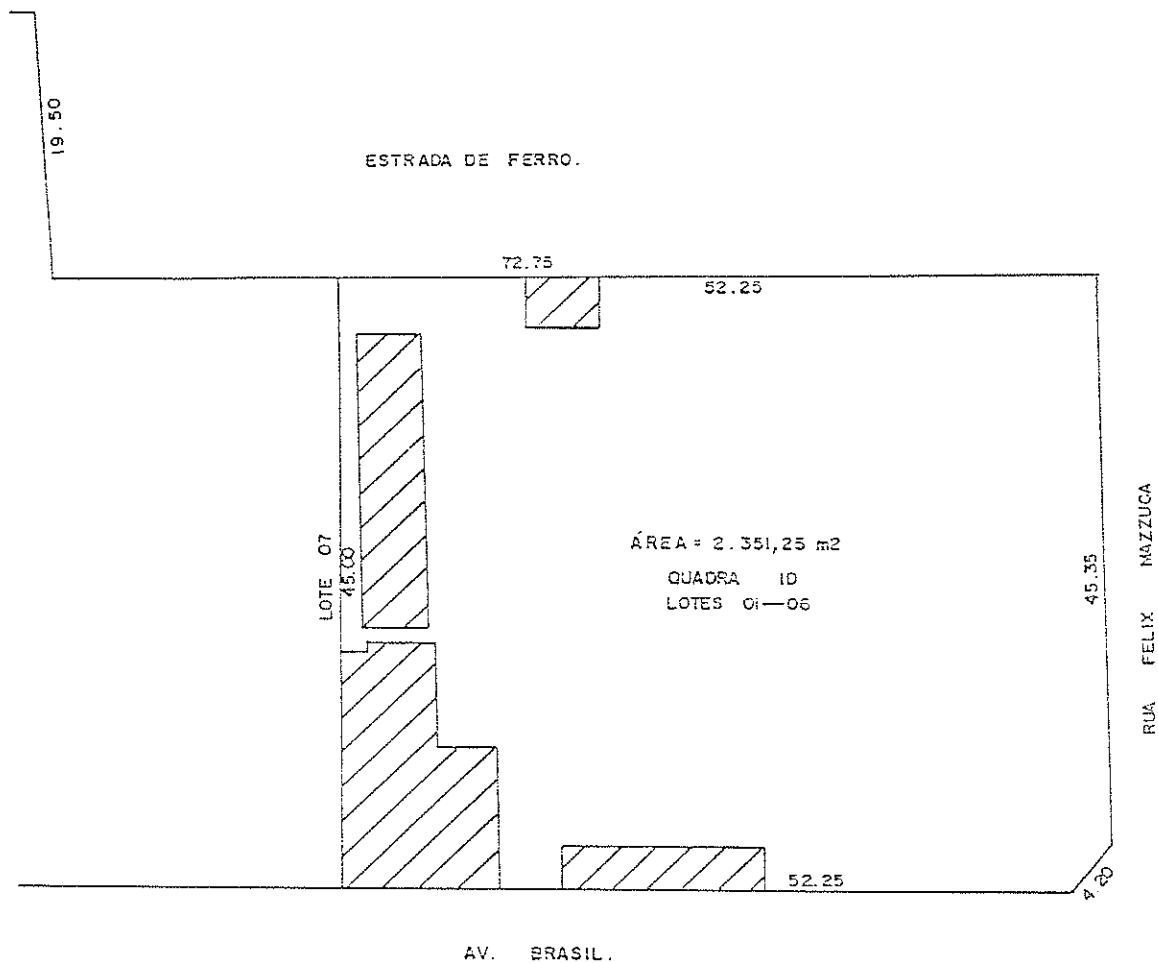 19.50
ESTRADA DE FERRO.
72.75
52.25
LOTE 07
45.00
ÁREA = 2.351,25 m2
QUADRA 10
LOTES 01—06
45.35
RUA FELIX MAZZUCA
52.25
4.20
AV. BRASIL.